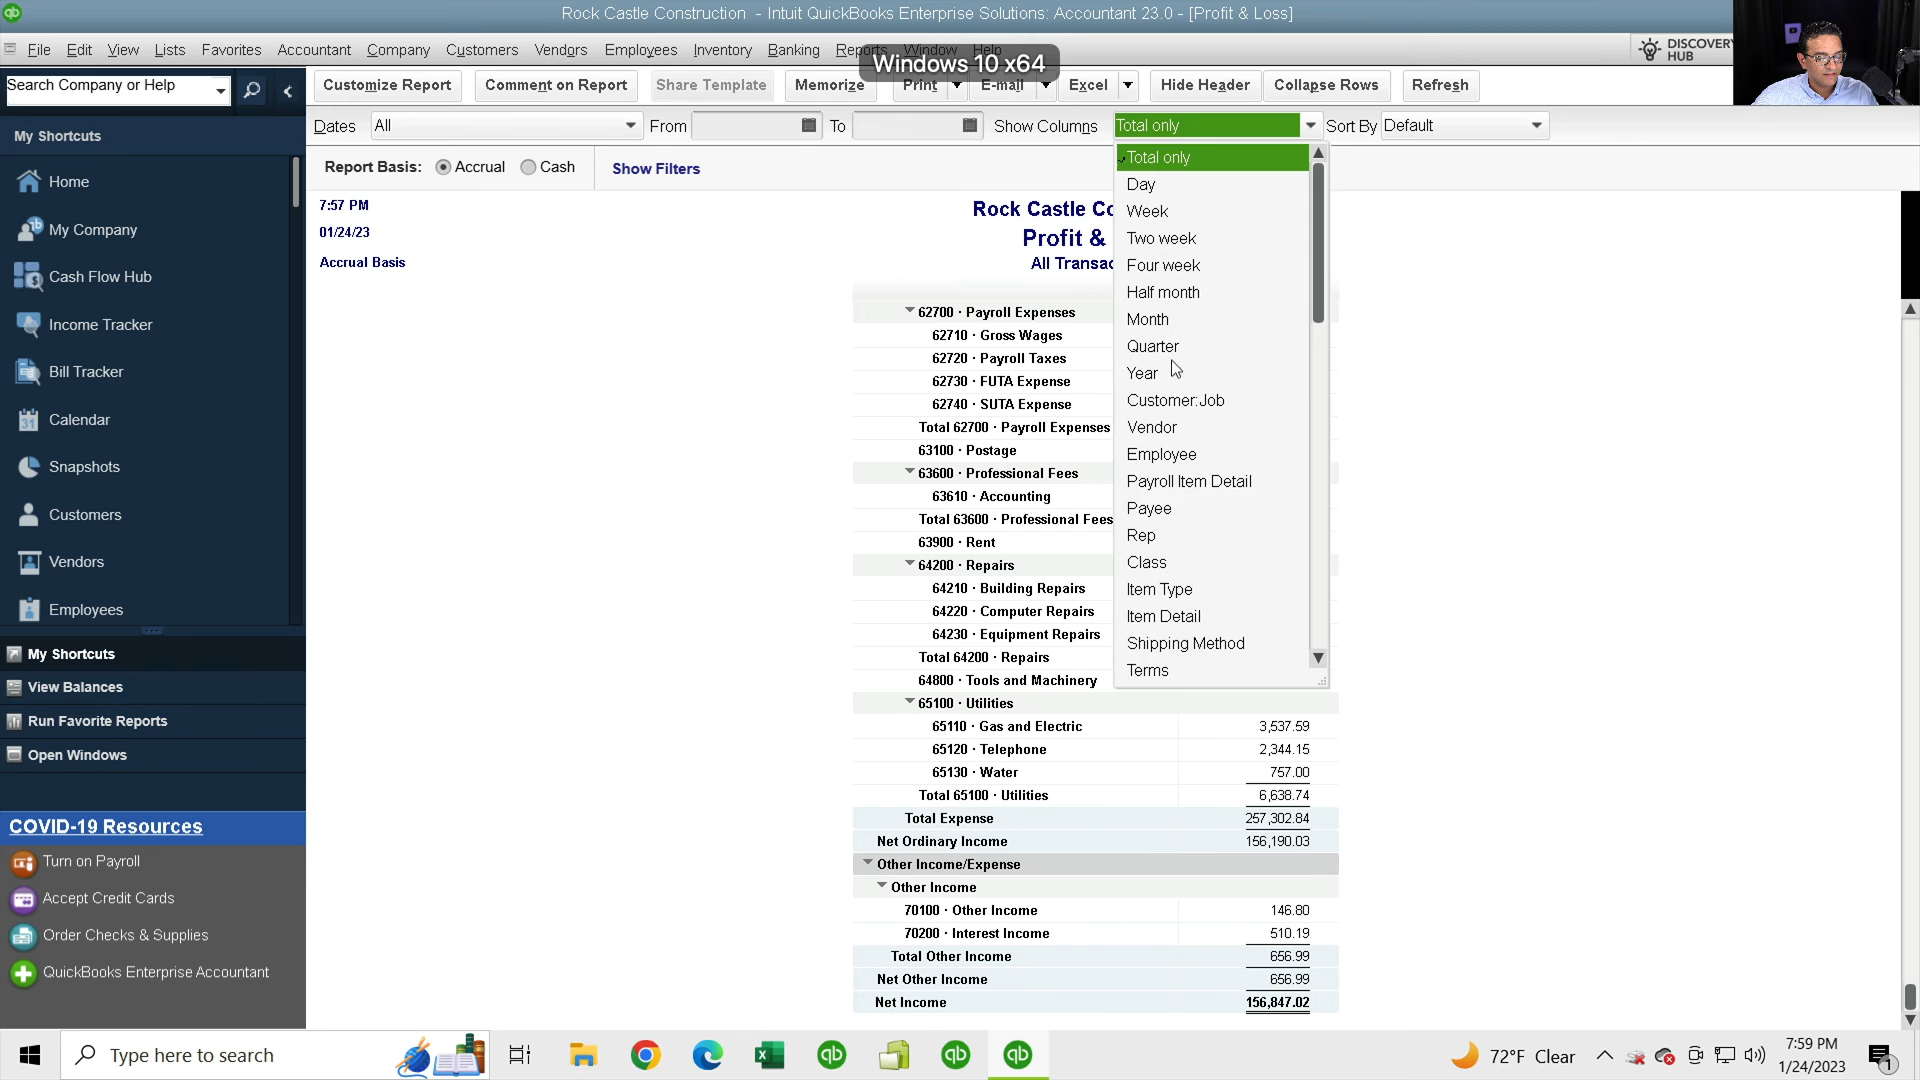 Rock Castle Construction - Intuit QuickBooks Enterprise Solutions: Accountant 23.0 - [Profit & Loss]
File Edit View Lists Favorites Accountant Company Customers Vendors Employees Inventory Banking Reports Window Help
DISCOVERY HUB
Windows 10 x64
Search Company or Help
Customize Report Comment on Report Share Template Memorize Print E-mail Excel Hide Header Collapse Rows Refresh
Dates All From To Show Columns Total only Sort By Default
Report Basis: Accrual Cash Show Filters
My Shortcuts
Home
My Company
Cash Flow Hub
Income Tracker
Bill Tracker
Calendar
Snapshots
Customers
Vendors
Employees
My Shortcuts
View Balances
Run Favorite Reports
Open Windows
COVID-19 Resources
Turn on Payroll
Accept Credit Cards
Order Checks & Supplies
QuickBooks Enterprise Accountant
7:57 PM
01/24/23
Accrual Basis
Rock Castle Co
Profit &
All Transac
Total only
Day
Week
Two week
Four week
Half month
Month
Quarter
Year
Customer:Job
Vendor
Employee
Payroll Item Detail
Payee
Rep
Class
Item Type
Item Detail
Shipping Method
Terms
62700 · Payroll Expenses
62710 · Gross Wages
62720 · Payroll Taxes
62730 · FUTA Expense
62740 · SUTA Expense
Total 62700 · Payroll Expenses
63100 · Postage
63600 · Professional Fees
63610 · Accounting
Total 63600 · Professional Fees
63900 · Rent
64200 · Repairs
64210 · Building Repairs
64220 · Computer Repairs
64230 · Equipment Repairs
Total 64200 · Repairs
64800 · Tools and Machinery
65100 · Utilities
65110 · Gas and Electric 3,537.59
65120 · Telephone 2,344.15
65130 · Water 757.00
Total 65100 · Utilities 6,638.74
Total Expense 257,302.84
Net Ordinary Income 156,190.03
Other Income/Expense
Other Income
70100 · Other Income 146.80
70200 · Interest Income 510.19
Total Other Income 656.99
Net Other Income 656.99
Net Income 156,847.02
Type here to search
72°F Clear
7:59 PM
1/24/2023
1